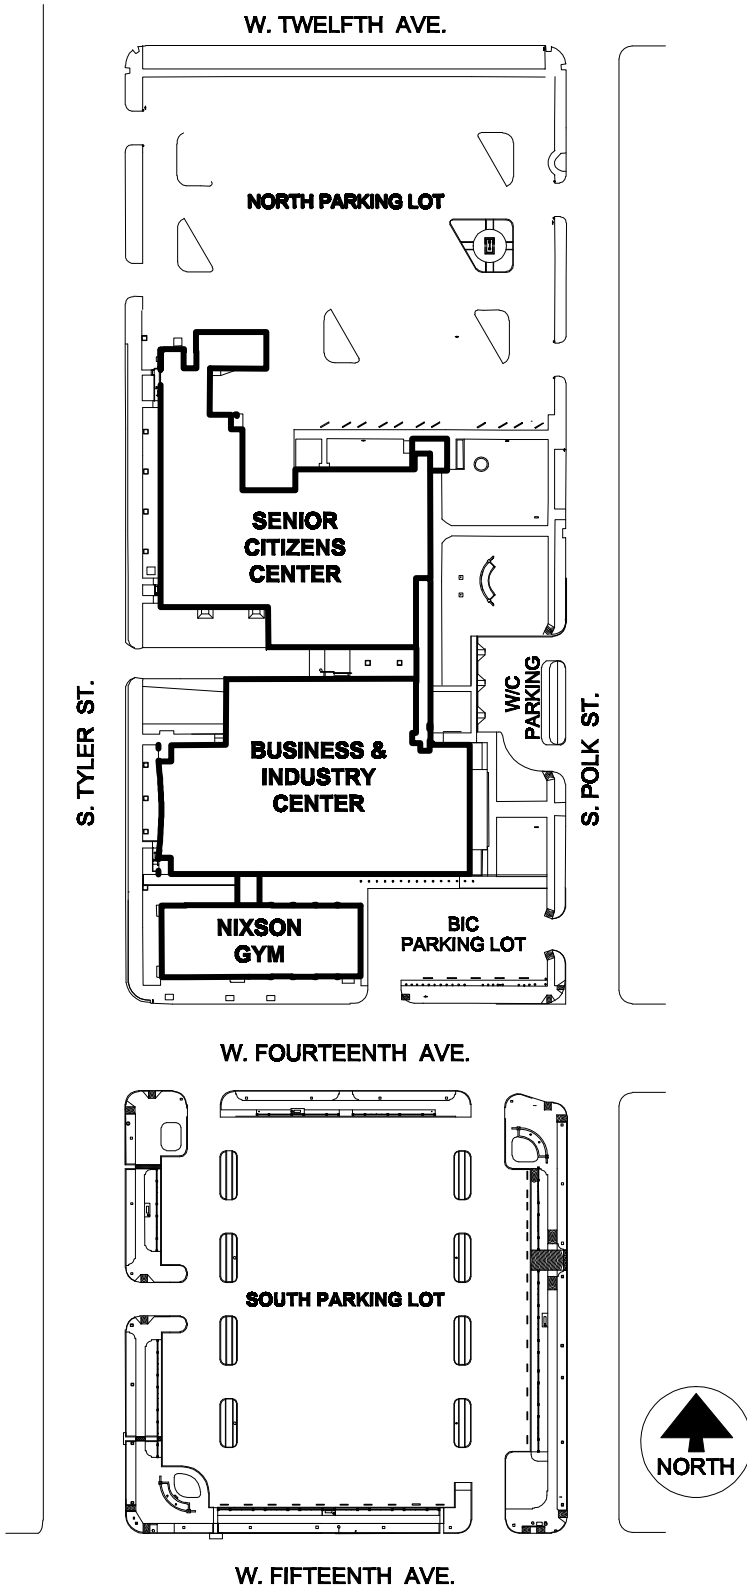 W. TWELFTH AVE.
NORTH PARKING LOT
SENIOR
CITIZENS
CENTER
W/C
PARKING
S. TYLER ST.
S. POLK ST.
BUSINESS &
INDUSTRY
CENTER
NIXSON
GYM
BIC
PARKING LOT
W. FOURTEENTH AVE.
SOUTH PARKING LOT
NORTH
W. FIFTEENTH AVE.